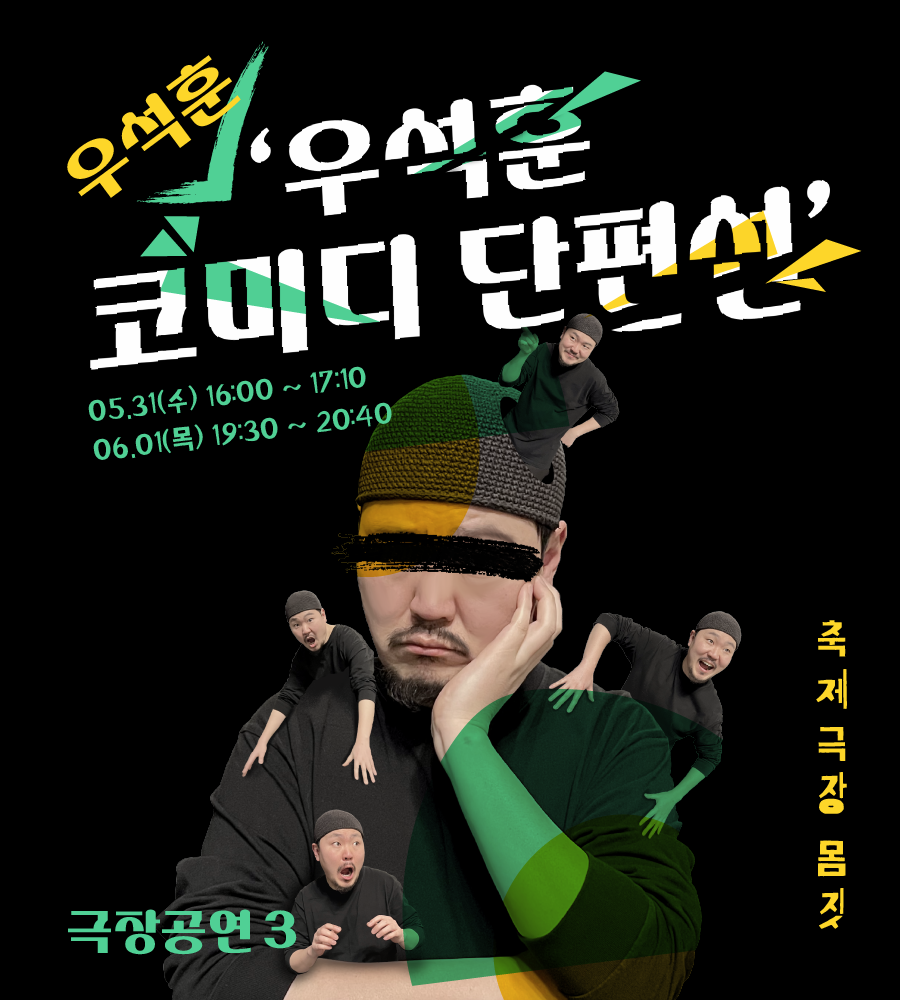 우석훈
‘우석훈
코미디 단편선’
05.31(수) 16:00 ~ 17:10
06.01(목) 19:30 ~ 20:40
축제극장 몸짓
극장공연 3